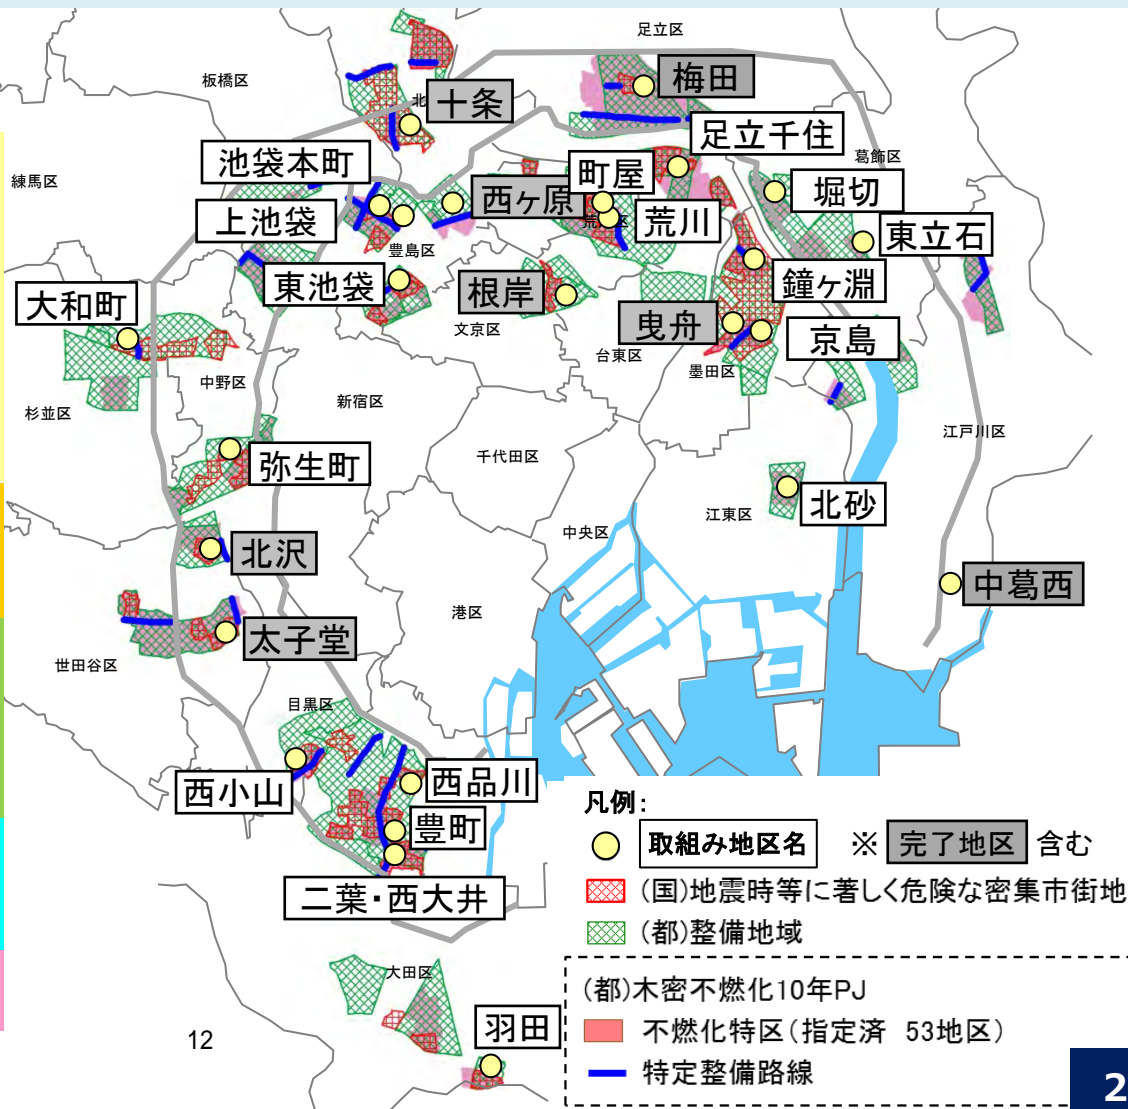 足立区
板橋区
梅田
北
十条
足立千住
池袋本町
町屋
葛飾区
練馬区
堀切
西ヶ原
上池袋
荒川
豊島区
東立石
東池袋
根岸
鐘ヶ淵
大和町
曳舟
文京区
京島
台東区
墨田区
中野区
新宿区
杉並区
江戸川区
千代田区
弥生町
北砂
江東区
中央区
北沢
中葛西
港区
太子堂
世田谷区
目黒区
西小山
西品川
豊町
二葉・西大井
大田区
羽田
12
凡例:
取組み地区名 ※ 完了地区 含む
(国)地震時等に著しく危険な密集市街地
(都)整備地域
(都)木密不燃化10年PJ
不燃化特区(指定済 53地区)
特定整備路線
2